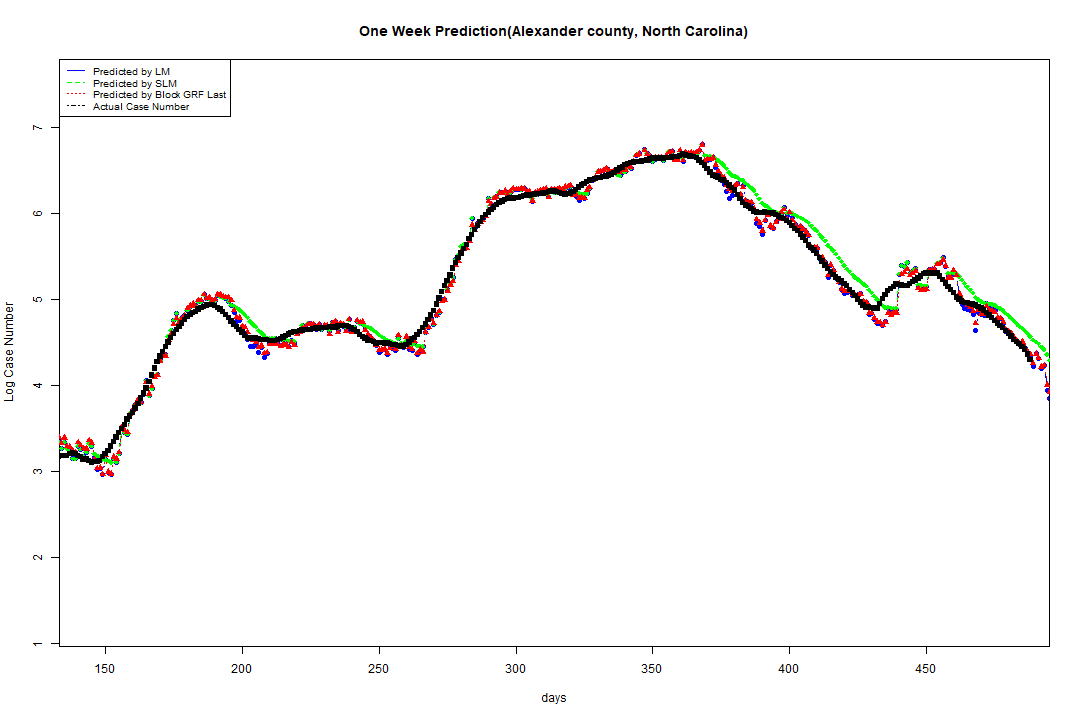 One Week Prediction(Alexander county, North Carolina)
Predicted by LM
Predicted by SLM
Predicted by Block GRF Last
Actual Case Number
Log Case Number
7
6
5
4
3
2
1
150 200 250 300 350 400 450
days